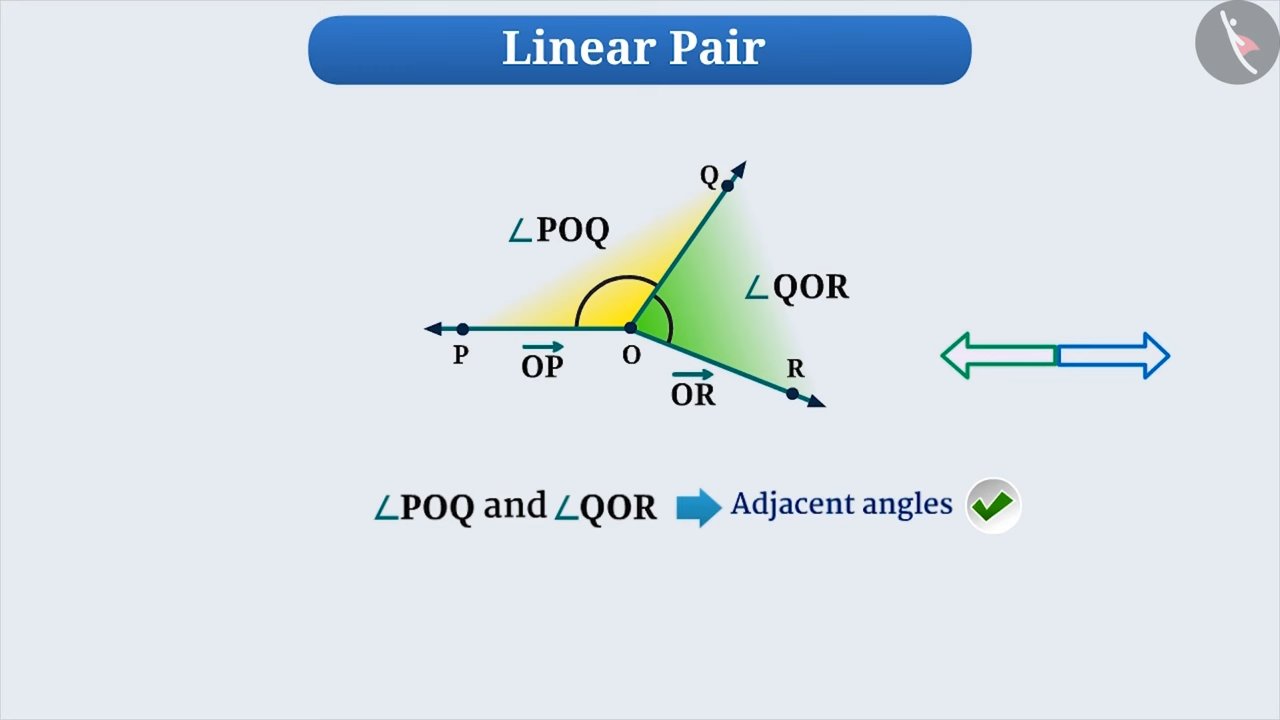 Linear Pair
Q
∠POQ
∠QOR
P
OP
O
OR
R
∠POQ and ∠QOR Adjacent angles